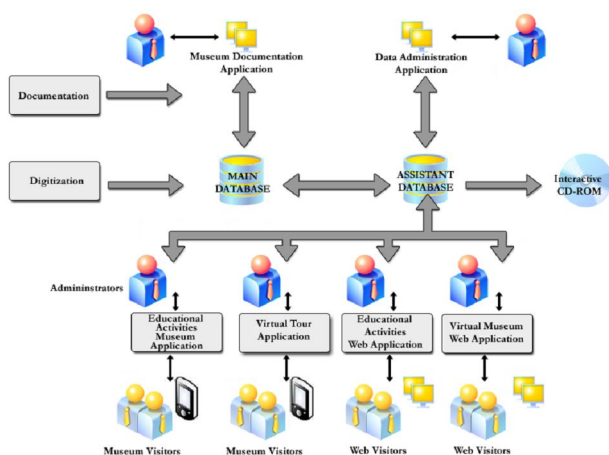 Museum Documentation
Application
Data Administration
Application
Documentation
Digitization
MAIN
DATABASE
ASSISTANT
DATABASE
Interactive
CD-ROM
Admininstrators
Educational
Activities
Museum
Application
Virtual Tour
Application
Educational
Activities
Web Application
Virtual Museum
Web Application
Museum Visitors
Museum Visitors
Web Visitors
Web Visitors